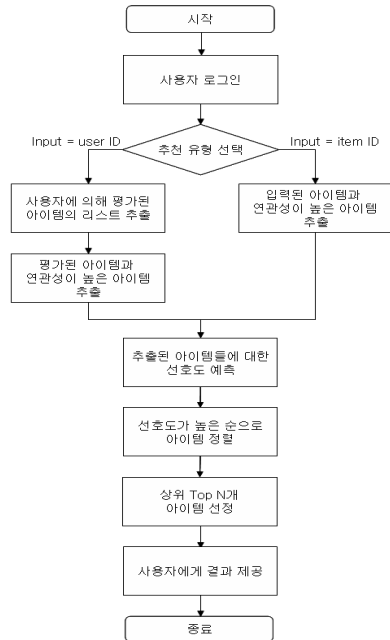 시작
사용자 로그인
Input = user ID
추천 유형 선택
Input = item ID
사용자에 의해 평가된
아이템의 리스트 추출
입력된 아이템과
연관성이 높은 아이템
추출
평가된 아이템과
연관성이 높은 아이템
추출
추출된 아이템들에 대한
선호도 예측
선호도가 높은 순으로
아이템 정렬
상위 Top N개
아이템 선정
사용자에게 결과 제공
종료